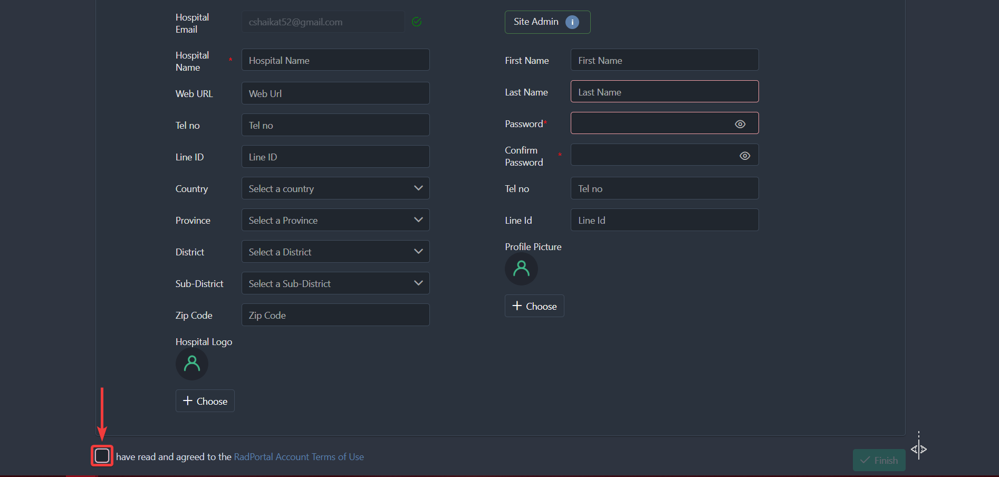 Hospital
Email
cshaikat52@gmail.com
Hospital
Name *
Hospital Name
Web URL
Web Url
Tel no
Tel no
Line ID
Line ID
Country
Select a country
Province
Select a Province
District
Select a District
Sub-District
Select a Sub-District
Zip Code
Zip Code
Hospital Logo
Choose
Site Admin i
First Name
First Name
Last Name
Last Name
Password*
Confirm
Password *
Tel no
Tel no
Line Id
Line Id
Profile Picture
Choose
have read and agreed to the RadPortal Account Terms of Use
Finish